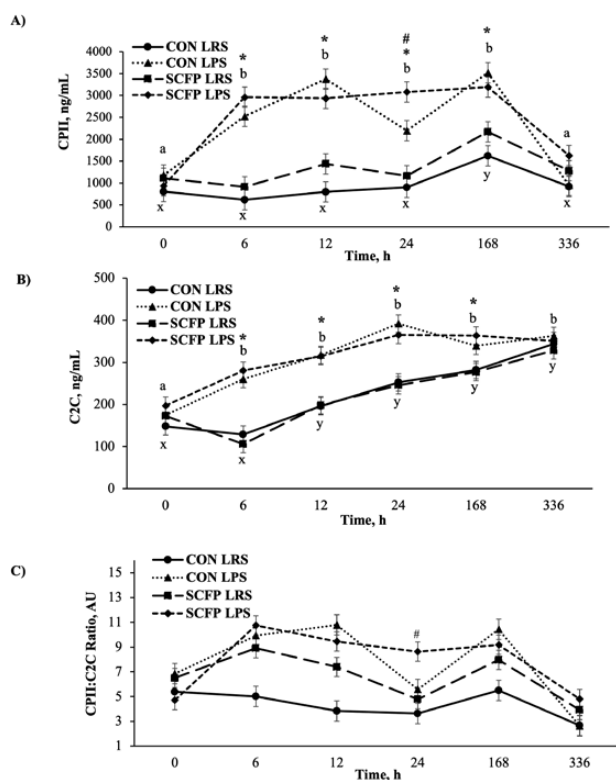 A)
CON LRS
CON LPS
SCFP LRS
SCFP LPS
CPII, ng/mL
4000
3500
3000
2500
2000
1500
1000
500
0
a
x
*
b
x
*
b
x
#
*
b
x
*
b
y
a
x
0 6 12 24 168 336
Time, h
B)
CON LRS
CON LPS
SCFP LRS
SCFP LPS
C2C, ng/mL
500
400
300
200
100
0
a
x
*
b
x
*
b
y
*
b
y
*
b
y
b
y
0 6 12 24 168 336
Time, h
C)
CON LRS
CON LPS
SCFP LRS
SCFP LPS
CPII:C2C Ratio, AU
15
13
11
9
7
5
3
1
#
0 6 12 24 168 336
Time, h